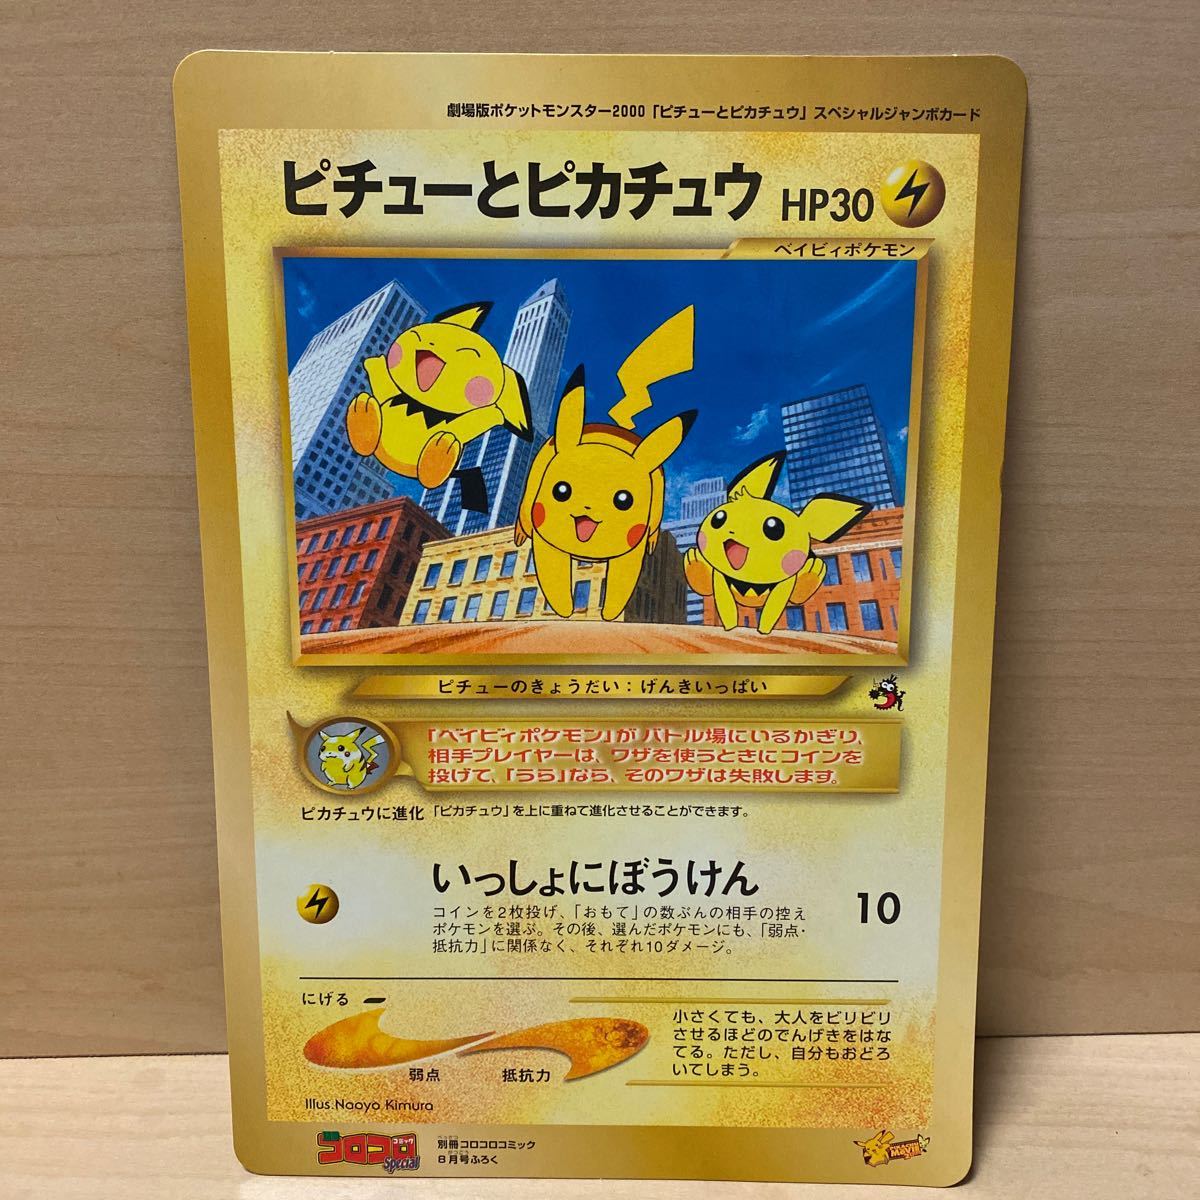 劇場版ポケットモンスター2000「ピチューとピカチュウ」スペシャルジャンボカード
ピチューとピカチュウ HP30
ベイビィポケモン
ピチューのきょうだい：げんきいっぱい
「ベイビィポケモン」がバトル場にいるかぎり、
相手プレイヤーは、ワザを使うときにコインを
投げて、「うら」なら、そのワザは失敗します。
ピカチュウに進化 「ピカチュウ」を上に重ねて進化させることができます。
いっしょにぼうけん 10
コインを2枚投げ、「おもて」の数ぶんの相手の控え
ポケモンを選ぶ。その後、選んだポケモンにも、「弱点・
抵抗力」に関係なく、それぞれ10ダメージ。
にげる
弱点 抵抗力
小さくても、大人をビリビリ
させるほどのでんげきをはな
てる。ただし、自分もおどろ
いてしまう。
Illus.Naoyo Kimura
別冊 コロコロ コミック Special
べっさつ
別冊コロコロコミック
がつごう
8月号ふろく